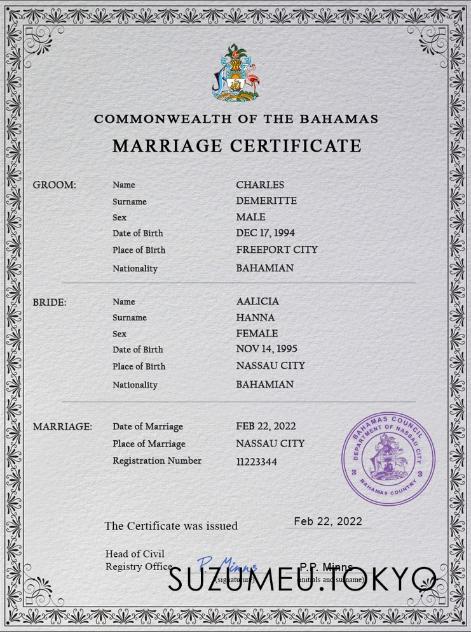 COMMONWEALTH OF THE BAHAMAS
MARRIAGE CERTIFICATE
GROOM: Name CHARLES
Surname DEMERITTE
Sex MALE
Date of Birth DEC 17, 1994
Place of Birth FREEPORT CITY
Nationality BAHAMIAN
BRIDE: Name AALICIA
Surname HANNA
Sex FEMALE
Date of Birth NOV 14, 1995
Place of Birth NASSAU CITY
Nationality BAHAMIAN
MARRIAGE: Date of Marriage FEB 22, 2022
Place of Marriage NASSAU CITY
Registration Number 11223344
BAHAMAS COUNCIL
DEPARTMENT OF NASSAU CITY
BAHAMAS COUNTRY
The Certificate was issued Feb 22, 2022
Head of Civil
Registry Office P. Minns P.P. Minns
(signature) (initials and surname)
SUZUMEU.TOKYO